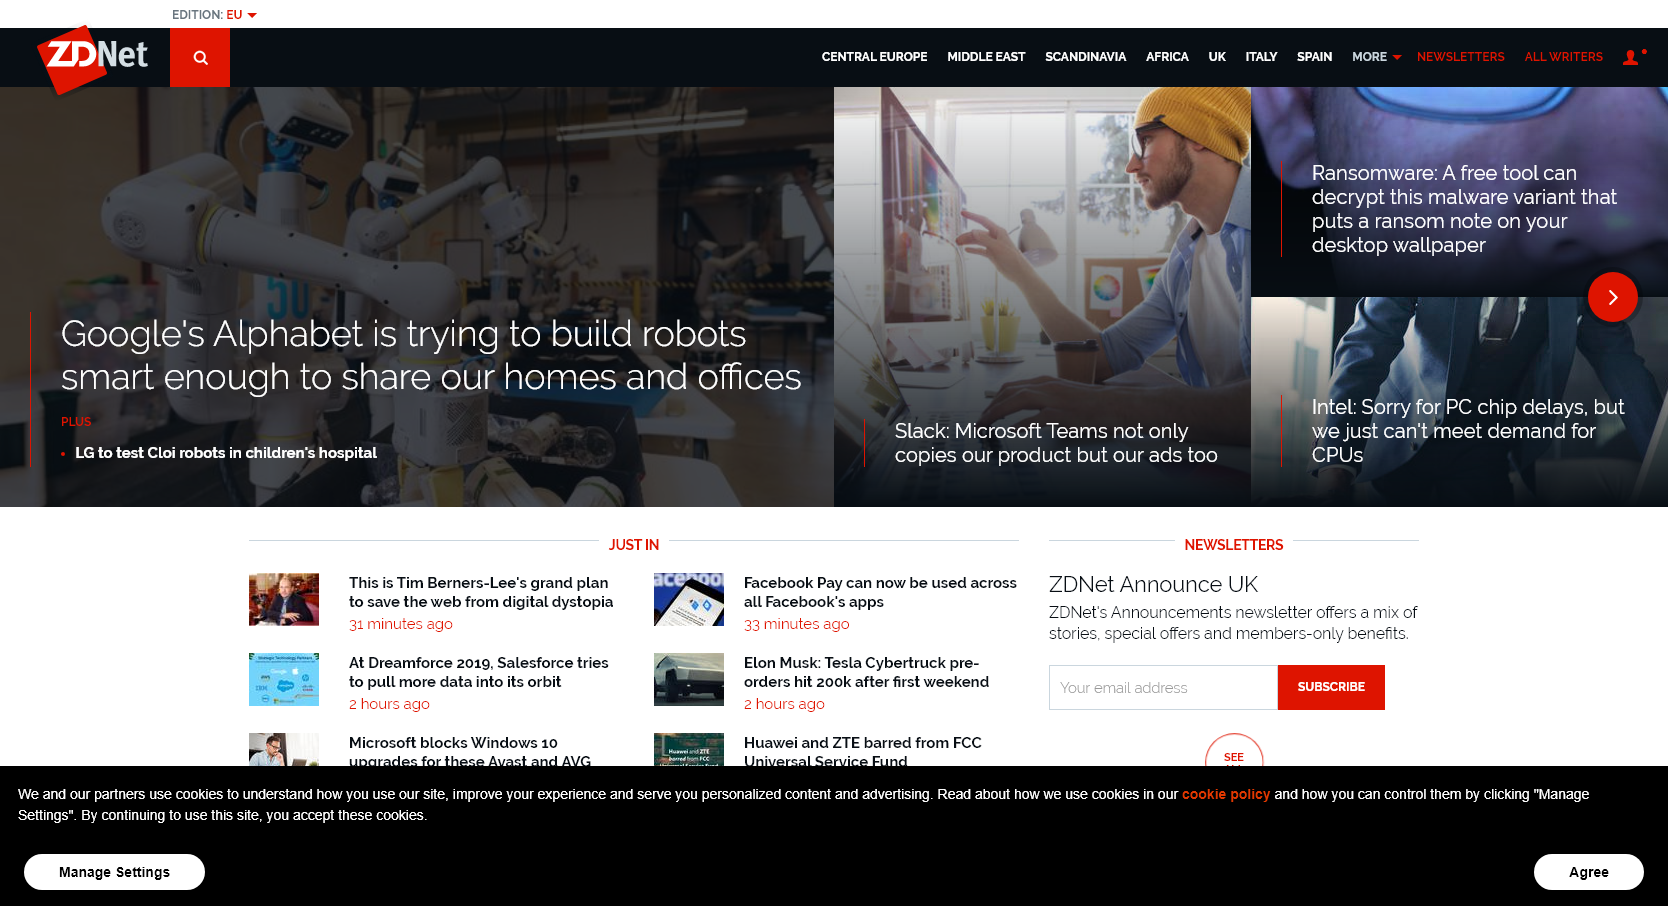 EDITION: EU
ZDNet
CENTRAL EUROPE MIDDLE EAST SCANDINAVIA AFRICA UK ITALY SPAIN MORE NEWSLETTERS ALL WRITERS
Google's Alphabet is trying to build robots
smart enough to share our homes and offices
PLUS
LG to test Cloi robots in children's hospital
Slack: Microsoft Teams not only
copies our product but our ads too
Ransomware: A free tool can
decrypt this malware variant that
puts a ransom note on your
desktop wallpaper
Intel: Sorry for PC chip delays, but
we just can't meet demand for
CPUs
JUST IN
This is Tim Berners-Lee's grand plan
to save the web from digital dystopia
31 minutes ago
Facebook Pay can now be used across
all Facebook's apps
33 minutes ago
At Dreamforce 2019, Salesforce tries
to pull more data into its orbit
2 hours ago
Elon Musk: Tesla Cybertruck pre-
orders hit 200k after first weekend
2 hours ago
Microsoft blocks Windows 10
upgrades for these Avast and AVG
Huawei and ZTE
barred from FCC
Huawei and ZTE barred from FCC
Universal Service Fund
NEWSLETTERS
ZDNet Announce UK
ZDNet's Announcements newsletter offers a mix of
stories, special offers and members-only benefits.
Your email address
SUBSCRIBE
SEE
We and our partners use cookies to understand how you use our site, improve your experience and serve you personalized content and advertising. Read about how we use cookies in our cookie policy and how you can control them by clicking "Manage
Settings". By continuing to use this site, you accept these cookies.
Manage Settings
Agree